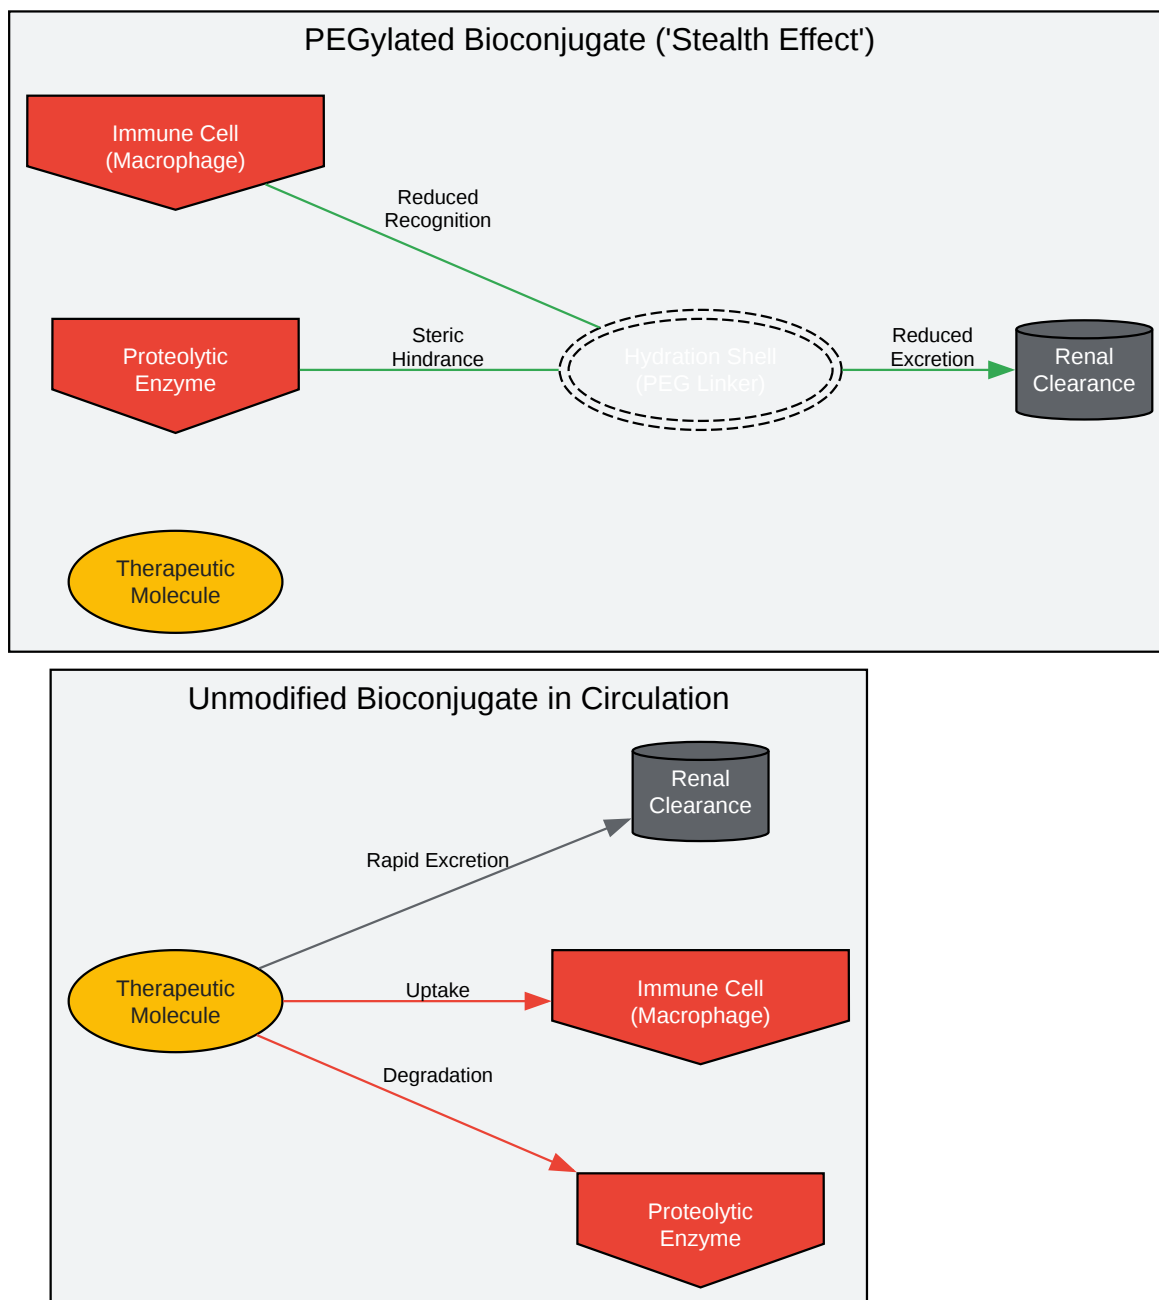 PEGylated Bioconjugate ('Stealth Effect')
Immune Cell
(Macrophage)
Reduced
Recognition
Proteolytic
Enzyme
Steric
Hindrance
Hydration Shell
(PEG Linker)
Reduced
Excretion
Renal
Clearance
Therapeutic
Molecule
Unmodified Bioconjugate in Circulation
Renal
Clearance
Rapid Excretion
Therapeutic
Molecule
Uptake
Immune Cell
(Macrophage)
Degradation
Proteolytic
Enzyme